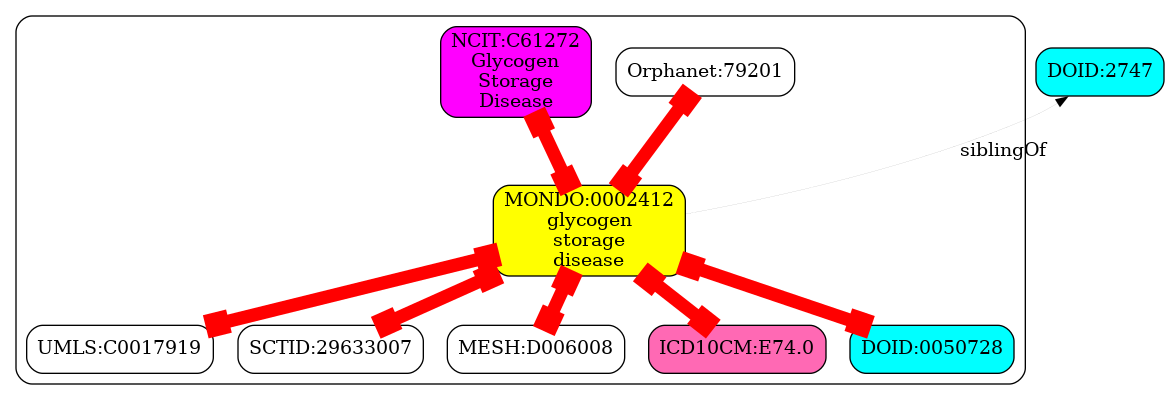 NCIT:C61272
Glycogen
Storage
Disease
Orphanet:79201
DOID:2747
siblingOf
MONDO:0002412
glycogen
storage
disease
UMLS:C0017919
SCTID:29633007
MESH:D006008
ICD10CM:E74.0
DOID:0050728